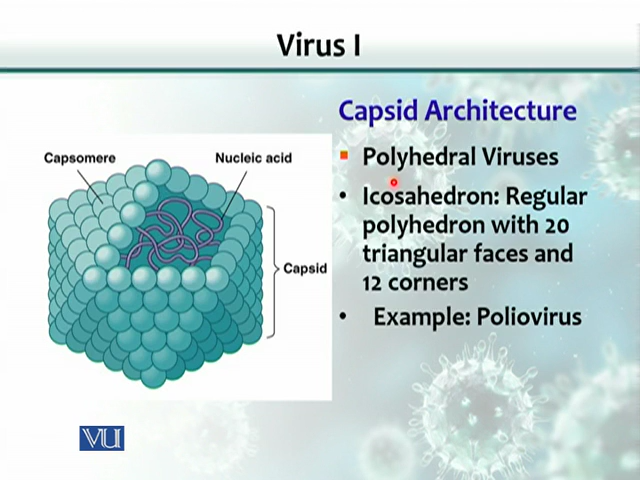 Virus I
Capsid Architecture
Capsomere
Nucleic acid
Capsid
Polyhedral Viruses
• Icosahedron: Regular
polyhedron with 20
triangular faces and
12 corners
• Example: Poliovirus
VU